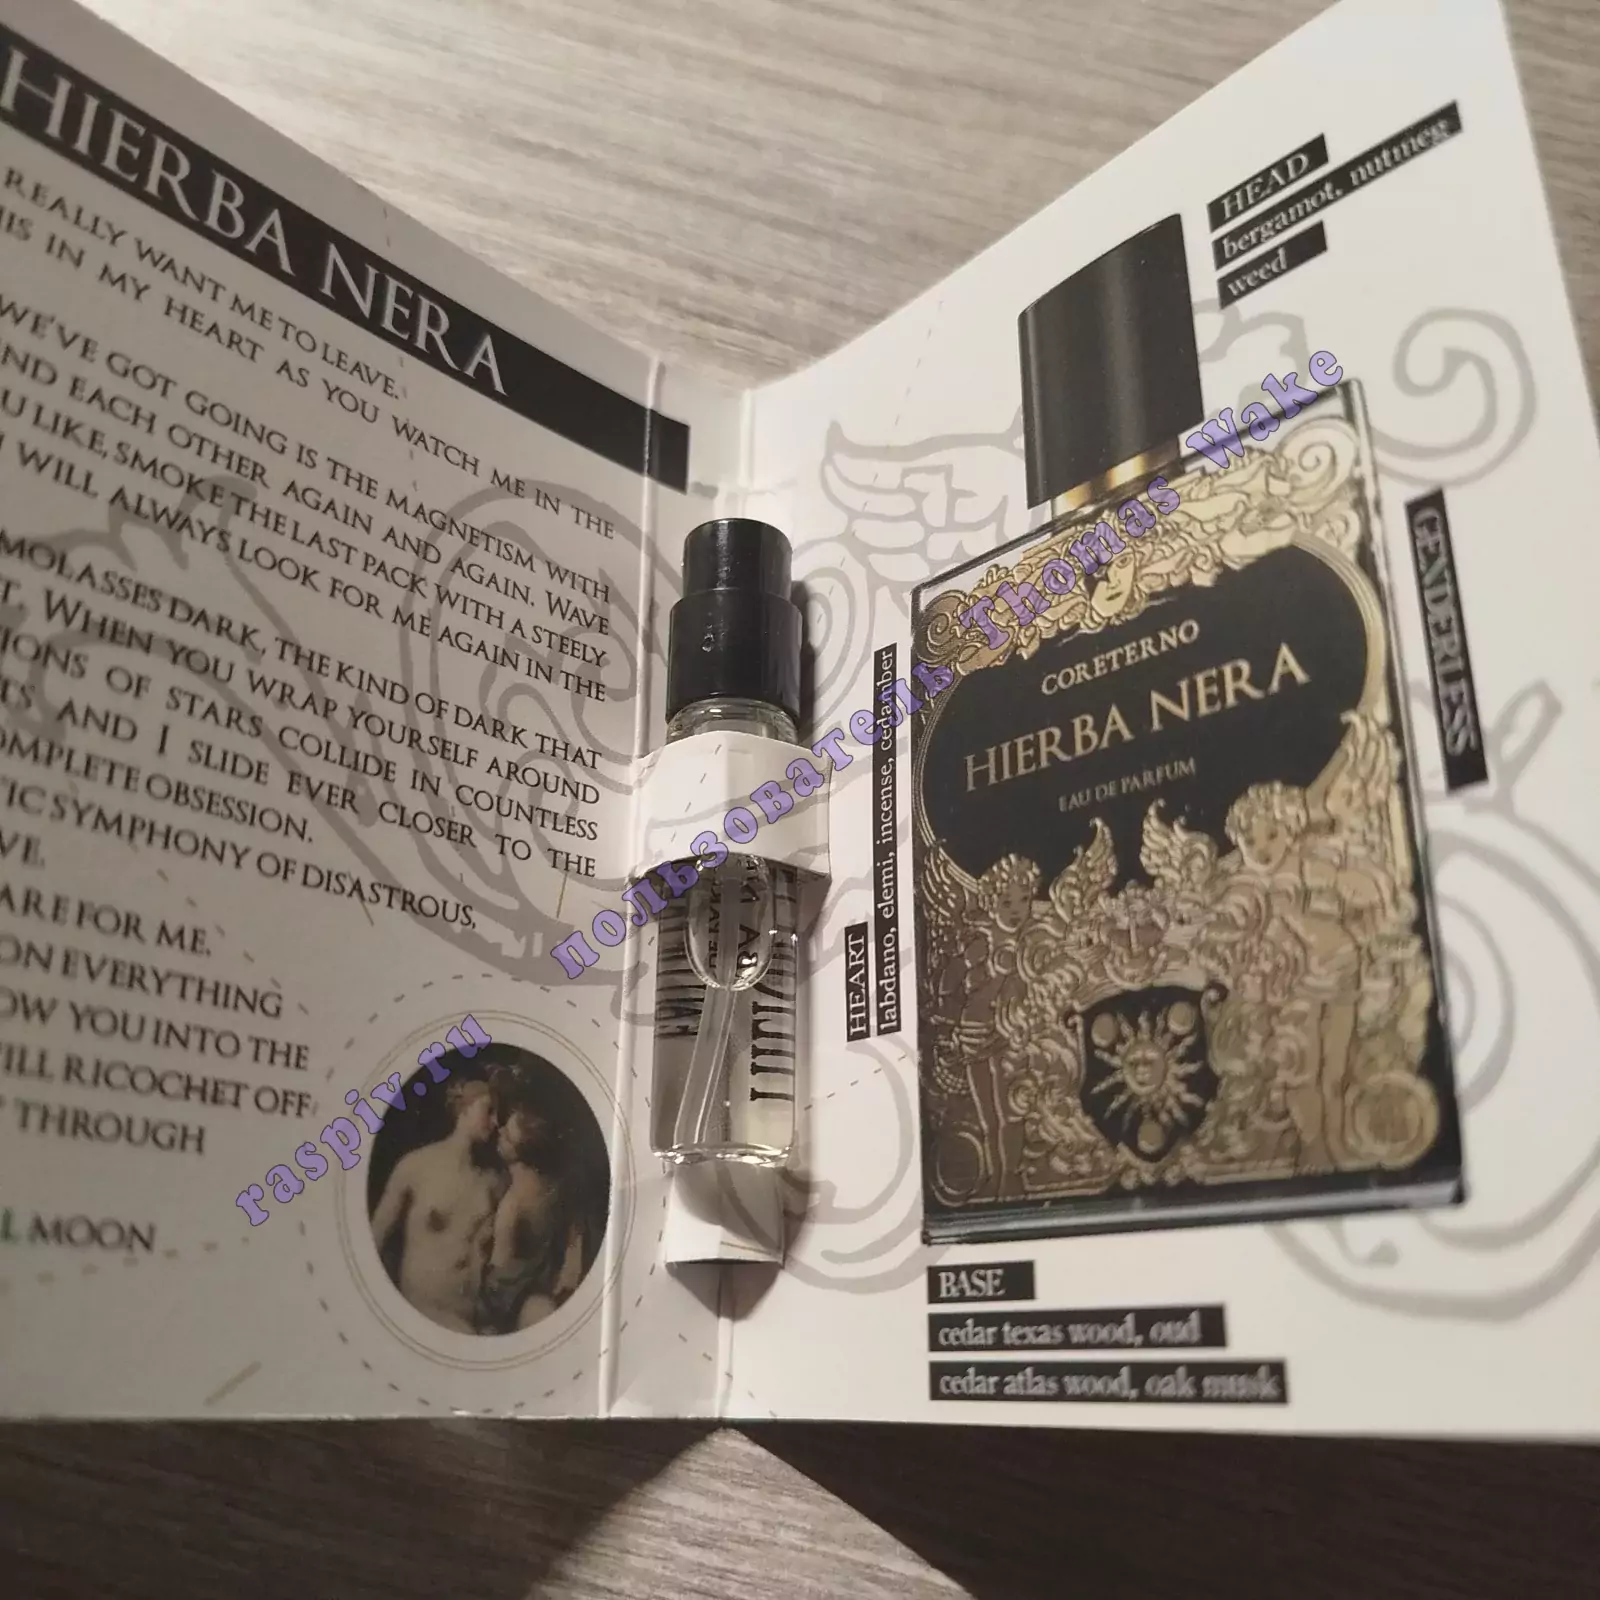 HIERBA NERA
REALLY WANT ME TO LEAVE.
HIS IN MY HEART AS YOU WATCH ME IN THE
WE'VE GOT GOING IS THE MAGNETISM WITH
ND EACH OTHER AGAIN AND AGAIN. WAVE
U LIKE, SMOKE THE LAST PACK WITH A STEELY
WILL ALWAYS LOOK FOR ME AGAIN IN THE
MOLASSES DARK, THE KIND OF DARK THAT
T. WHEN YOU WRAP YOURSELF AROUND
IONS OF STARS COLLIDE IN COUNTLESS
TS AND I SLIDE EVER CLOSER TO THE
OMPLETE OBSESSION.
TIC SYMPHONY OF DISASTROUS,
VE.
ARE FOR ME.
ON EVERYTHING
OW YOU INTO THE
ILL RICOCHET OFF
THROUGH
L MOON
HEAD
bergamot, nutmeg
weed
GENDERLESS
HEART
labdano, elemi, incense, cedamber
CORETERNO
HIERBA NERA
EAU DE PARFUM
BASE
cedar texas wood, oud
cedar atlas wood, oak musk
raspiv.ru
пользователь Thomas Wake